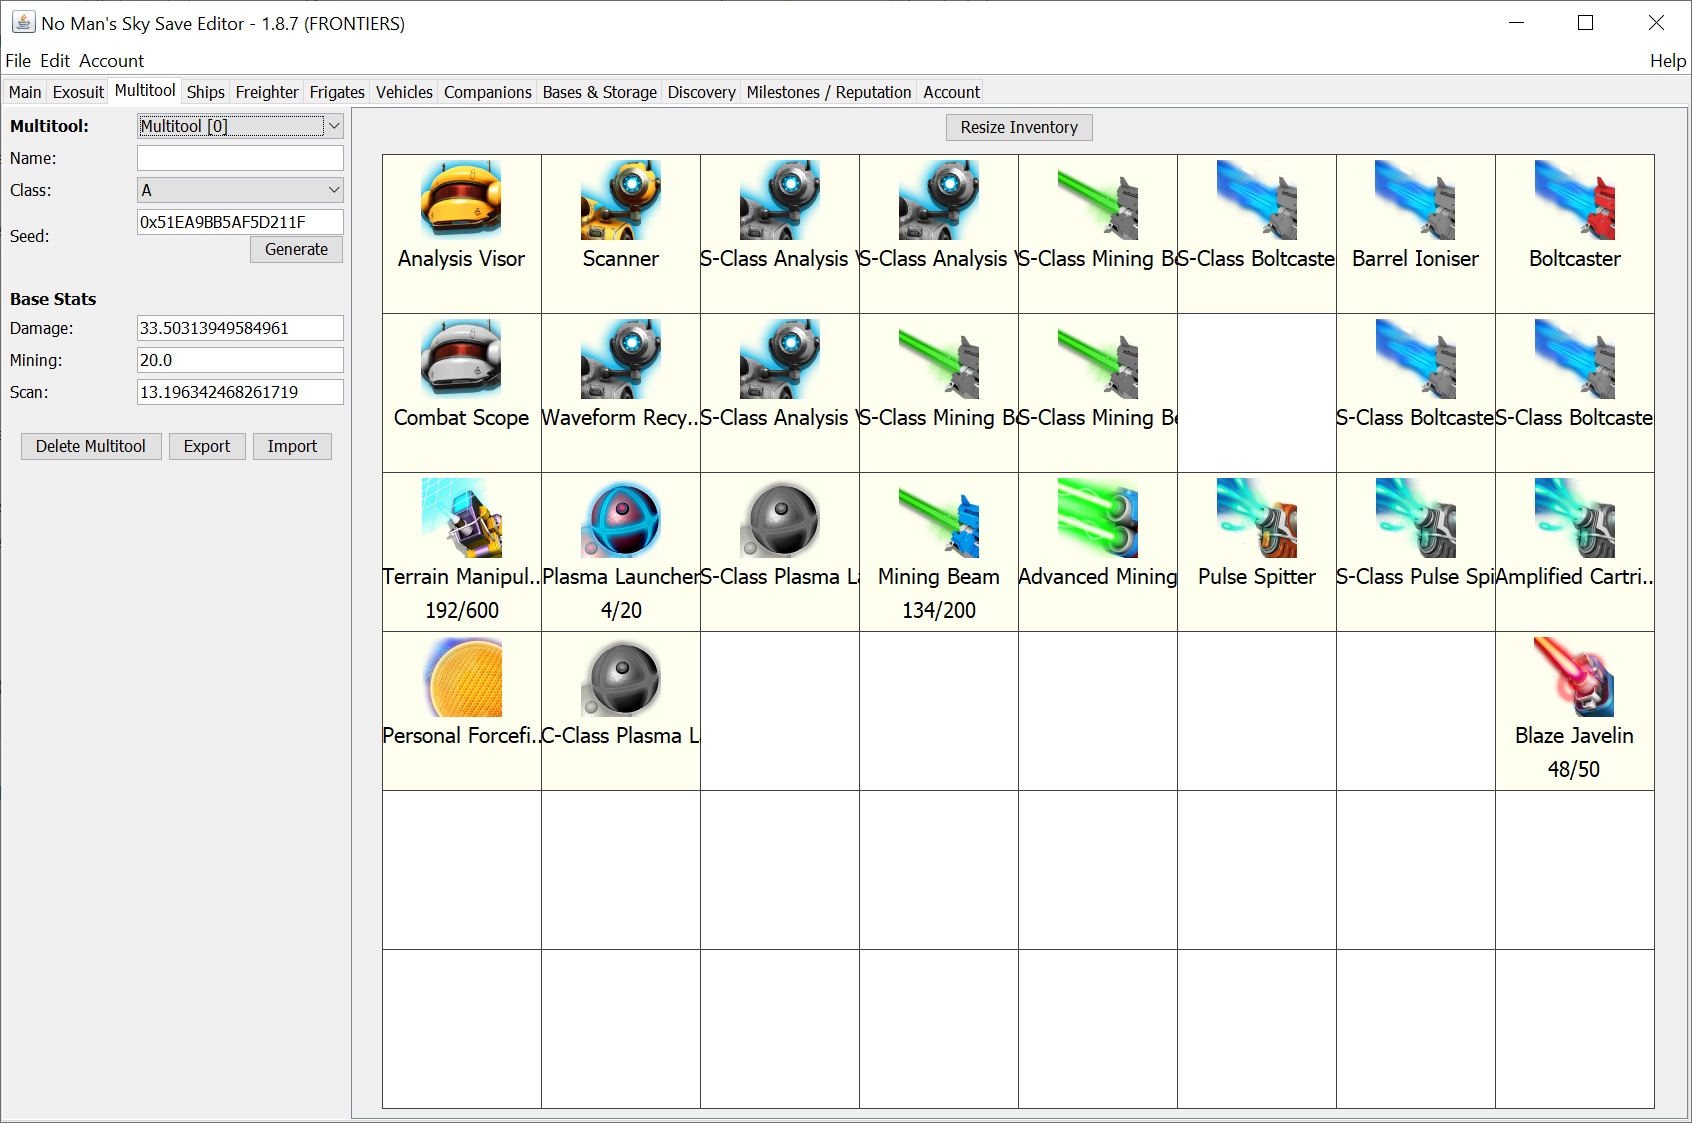 No Man's Sky Save Editor - 1.8.7 (FRONTIERS)
File Edit Account Help
Main Exosuit Multitool Ships Freighter Frigates Vehicles Companions Bases & Storage Discovery Milestones / Reputation Account
Multitool: Multitool [0]
Name:
Class: A
Seed: 0x51EA9BB5AF5D211F
Generate
Base Stats
Damage: 33.50313949584961
Mining: 20.0
Scan: 13.196342468261719
Delete Multitool Export Import
Resize Inventory
Analysis Visor Scanner S-Class Analysis V S-Class Analysis V S-Class Mining Be S-Class Boltcaste Barrel Ioniser Boltcaster
Combat Scope Waveform Recy... S-Class Analysis V S-Class Mining Be S-Class Mining Be S-Class Boltcaste S-Class Boltcaste
Terrain Manipul... Plasma Launcher S-Class Plasma La Mining Beam Advanced Mining Pulse Spitter S-Class Pulse Spi Amplified Cartri...
192/600 4/20 134/200
Personal Forcefi... C-Class Plasma La Blaze Javelin
48/50